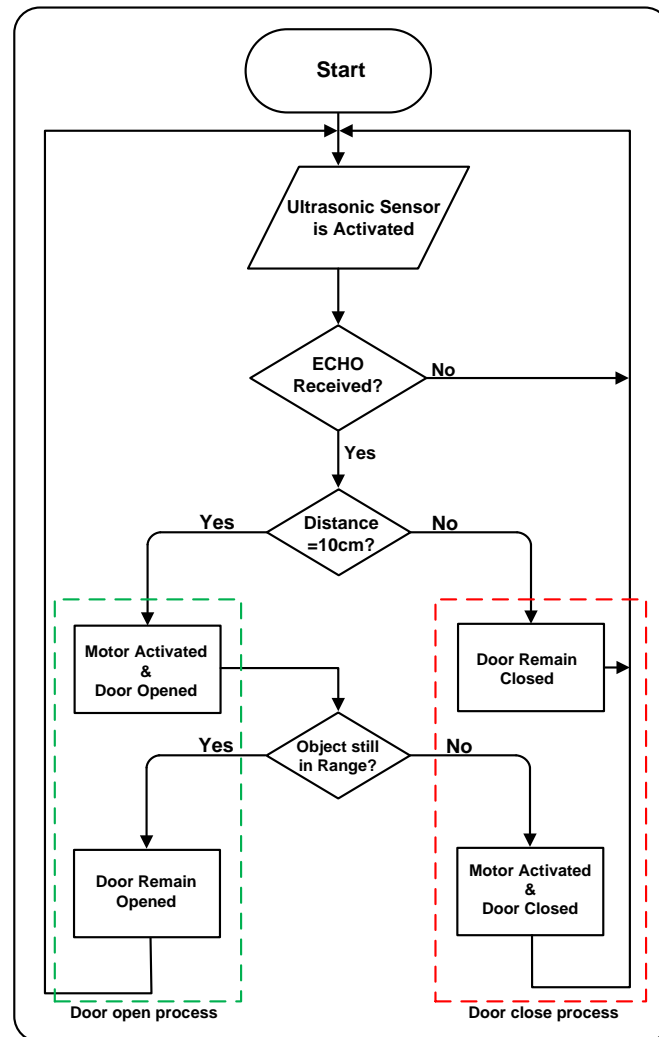 Start
Ultrasonic Sensor
is Activated
ECHO
Received?
No
Yes
Distance
=10cm?
Yes
No
Motor Activated
&
Door Opened
Door Remain
Closed
Object still
in Range?
Yes
No
Door Remain
Opened
Motor Activated
&
Door Closed
Door open process
Door close process